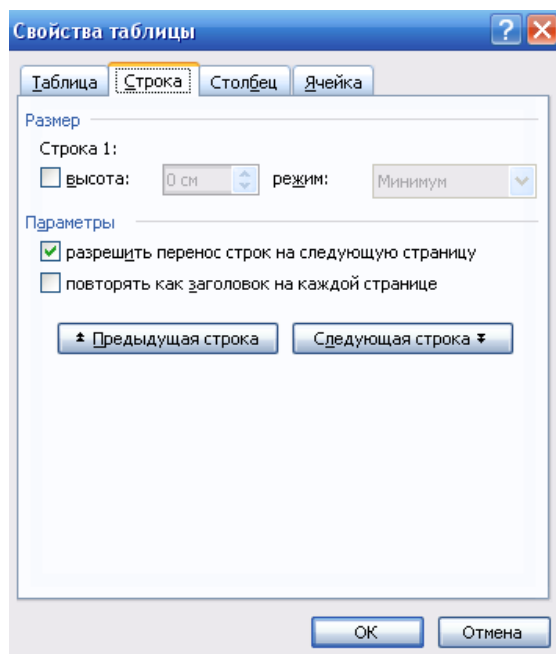 Свойства таблицы
Таблица Строка Столбец Ячейка
Размер
Строка 1:
высота: 0 см режим: Минимум
Параметры
разрешить перенос строк на следующую страницу
повторять как заголовок на каждой странице
Предыдущая строка Следующая строка
ОК Отмена